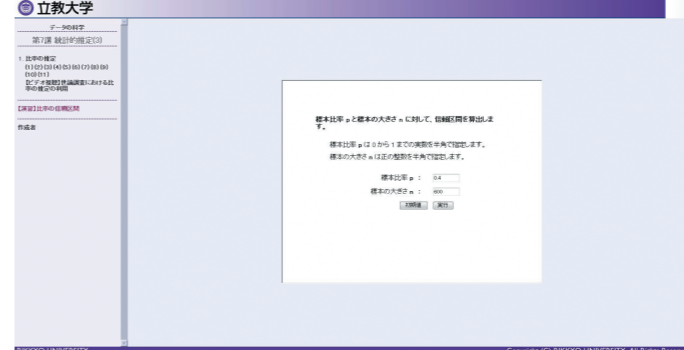 立教大学
データの科学
第7課 統計的推定(3)
1. 比率の推定
(1) (2) (3) (4) (5) (6) (7) (8) (9)
(10) (11)
【ビデオ視聴】世論調査における比
率の推定の利用
【演習】比率の信頼区間
作成者
標本比率 p と標本の大きさ n に対して、信頼区間を算出しま
す。
標本比率 p は 0 から 1 までの実数を半角で指定します。
標本の大きさ n は正の整数を半角で指定します。
標本比率 p : 0.4
標本の大きさ n : 600
初期値 実行
RIKKYO UNIVERSITY